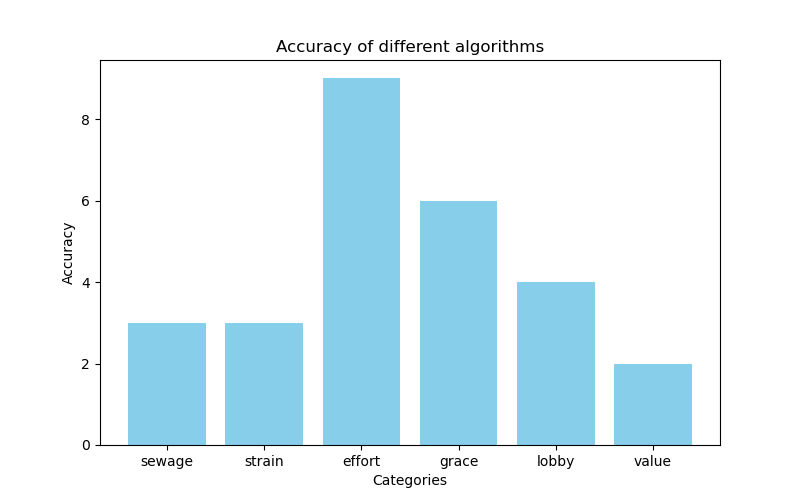 Accuracy of different algorithms
Accuracy
8
6
4
2
0
sewage strain effort grace lobby value
Categories